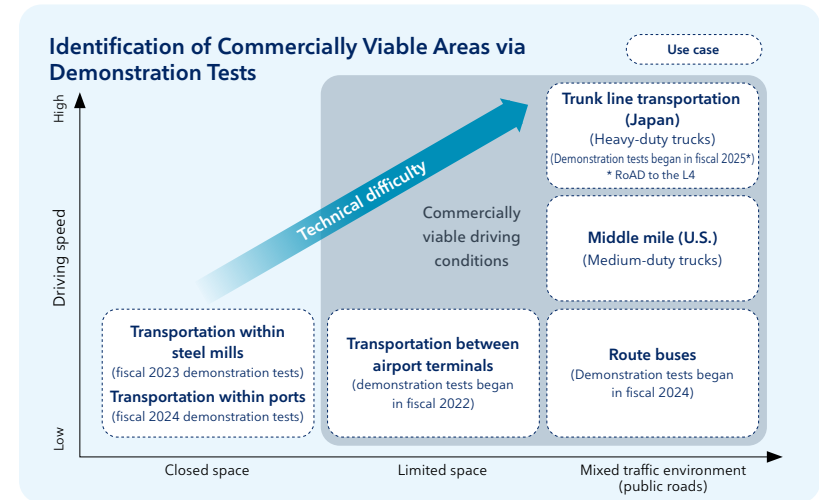 Identification of Commercially Viable Areas via
Demonstration Tests
Use case
High
Driving speed
Low
Technical difficulty
Commercially
viable driving
conditions
Trunk line transportation
(Japan)
(Heavy-duty trucks)
(Demonstration tests began in fiscal 2025*)
* RoAD to the L4
Middle mile (U.S.)
(Medium-duty trucks)
Transportation within
steel mills
(fiscal 2023 demonstration tests)
Transportation within ports
(fiscal 2024 demonstration tests)
Transportation between
airport terminals
(demonstration tests began
in fiscal 2022)
Route buses
(Demonstration tests began
in fiscal 2024)
Closed space
Limited space
Mixed traffic environment
(public roads)